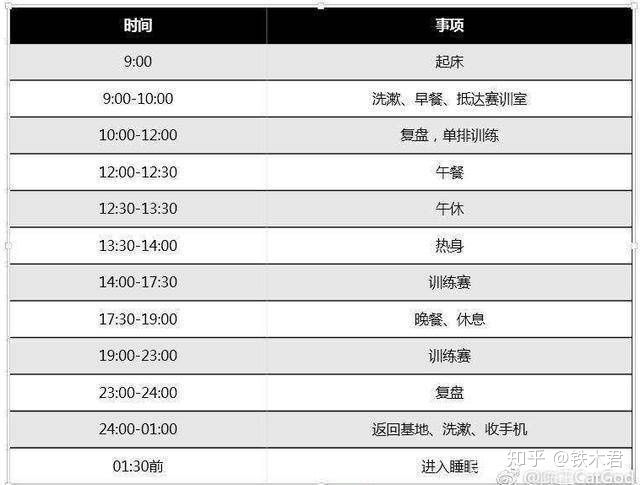 时间 事项
9:00 起床
9:00-10:00 洗漱、早餐、抵达赛训室
10:00-12:00 复盘，单排训练
12:00-12:30 午餐
12:30-13:30 午休
13:30-14:00 热身
14:00-17:30 训练赛
17:30-19:00 晚餐、休息
19:00-23:00 训练赛
23:00-24:00 复盘
24:00-01:00 返回基地、洗漱、收手机
01:30前 进入睡眠
知乎 @铁木君
CatGod